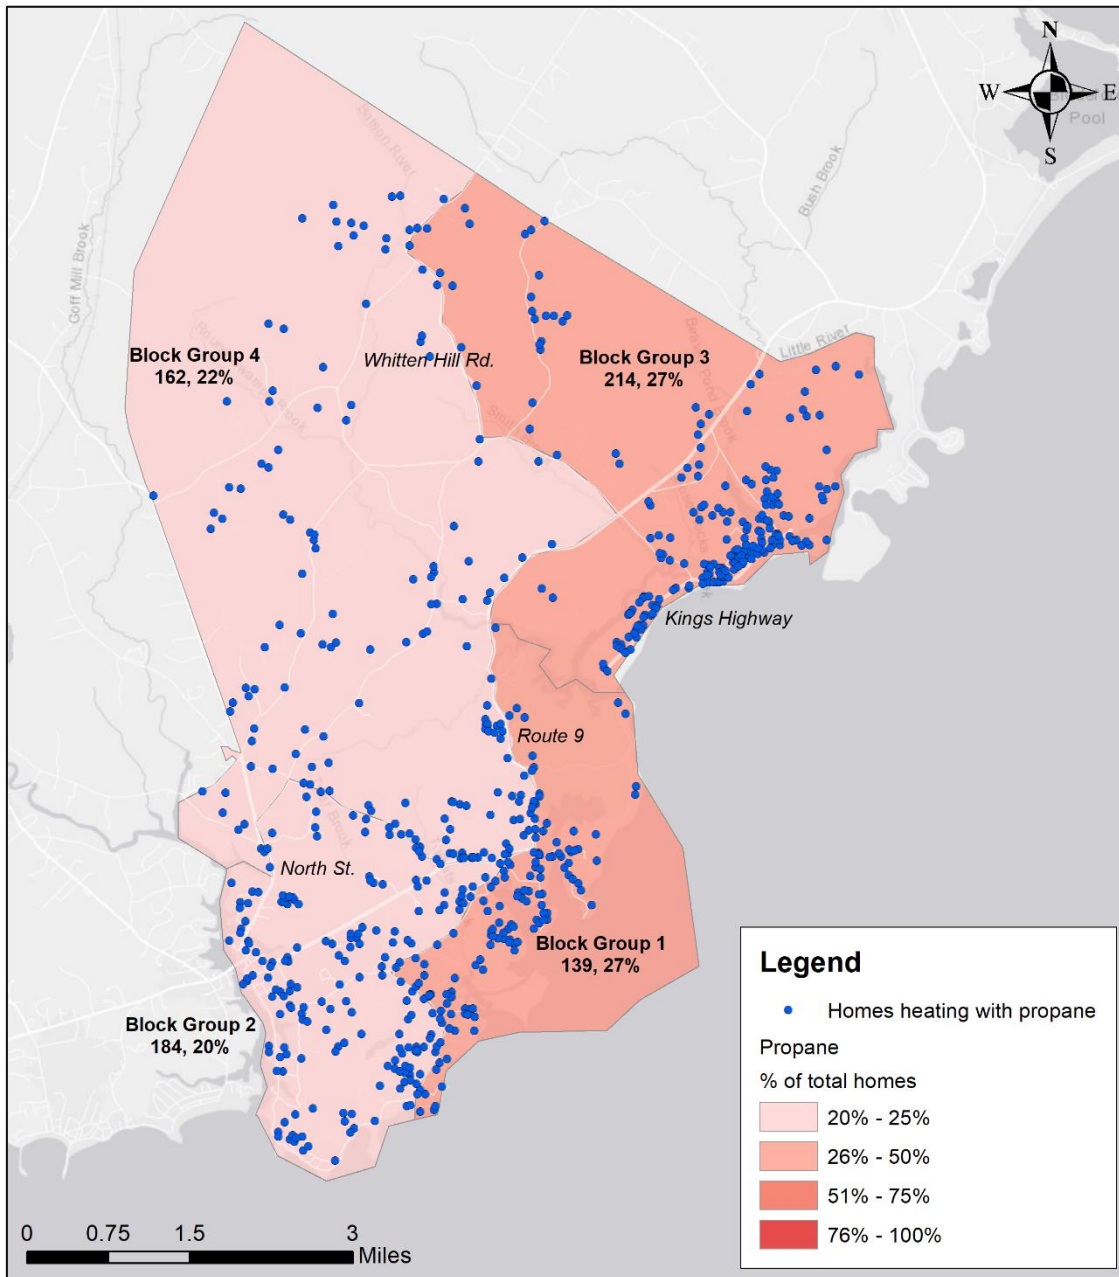 N
W E
S
Pool
Batson River
Bush Brook
Goff Mill Brook
Little River
Block Group 4
162, 22%
Whitten Hill Rd.
Block Group 3
214, 27%
Kings Highway
Route 9
North St.
Block Group 1
139, 27%
Block Group 2
184, 20%
Legend
Homes heating with propane
Propane
% of total homes
20% - 25%
26% - 50%
51% - 75%
76% - 100%
0 0.75 1.5 3
Miles